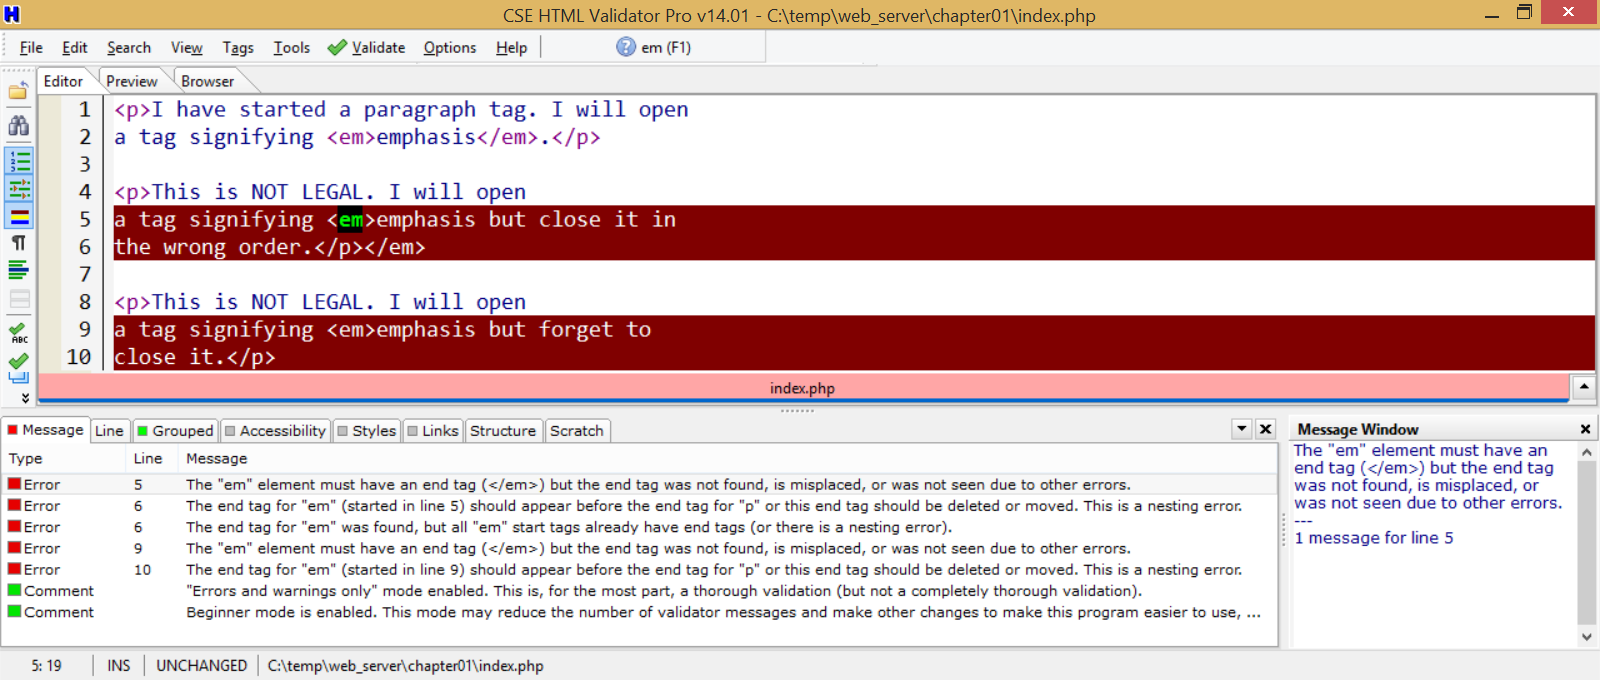 CSE HTML Validator Pro v14.01 - C:\temp\web_server\chapter01\index.php
File Edit Search View Tags Tools Validate Options Help em (F1)
Editor Preview Browser
1 <p>I have started a paragraph tag. I will open
2 a tag signifying <em>emphasis</em>.</p>
3
4 <p>This is NOT LEGAL. I will open
5 a tag signifying <em>emphasis but close it in
6 the wrong order.</p></em>
7
8 <p>This is NOT LEGAL. I will open
9 a tag signifying <em>emphasis but forget to
10 close it.</p>
ABC
index.php
Message Line Grouped Accessibility Styles Links Structure Scratch
Type Line Message
Error 5 The "em" element must have an end tag (</em>) but the end tag was not found, is misplaced, or was not seen due to other errors.
Error 6 The end tag for "em" (started in line 5) should appear before the end tag for "p" or this end tag should be deleted or moved. This is a nesting error.
Error 6 The end tag for "em" was found, but all "em" start tags already have end tags (or there is a nesting error).
Error 9 The "em" element must have an end tag (</em>) but the end tag was not found, is misplaced, or was not seen due to other errors.
Error 10 The end tag for "em" (started in line 9) should appear before the end tag for "p" or this end tag should be deleted or moved. This is a nesting error.
Comment "Errors and warnings only" mode enabled. This is, for the most part, a thorough validation (but not a completely thorough validation).
Comment Beginner mode is enabled. This mode may reduce the number of validator messages and make other changes to make this program easier to use, ...
Message Window
The "em" element must have an
end tag (</em>) but the end tag
was not found, is misplaced, or
was not seen due to other errors.
---
1 message for line 5
5: 19 INS UNCHANGED C:\temp\web_server\chapter01\index.php